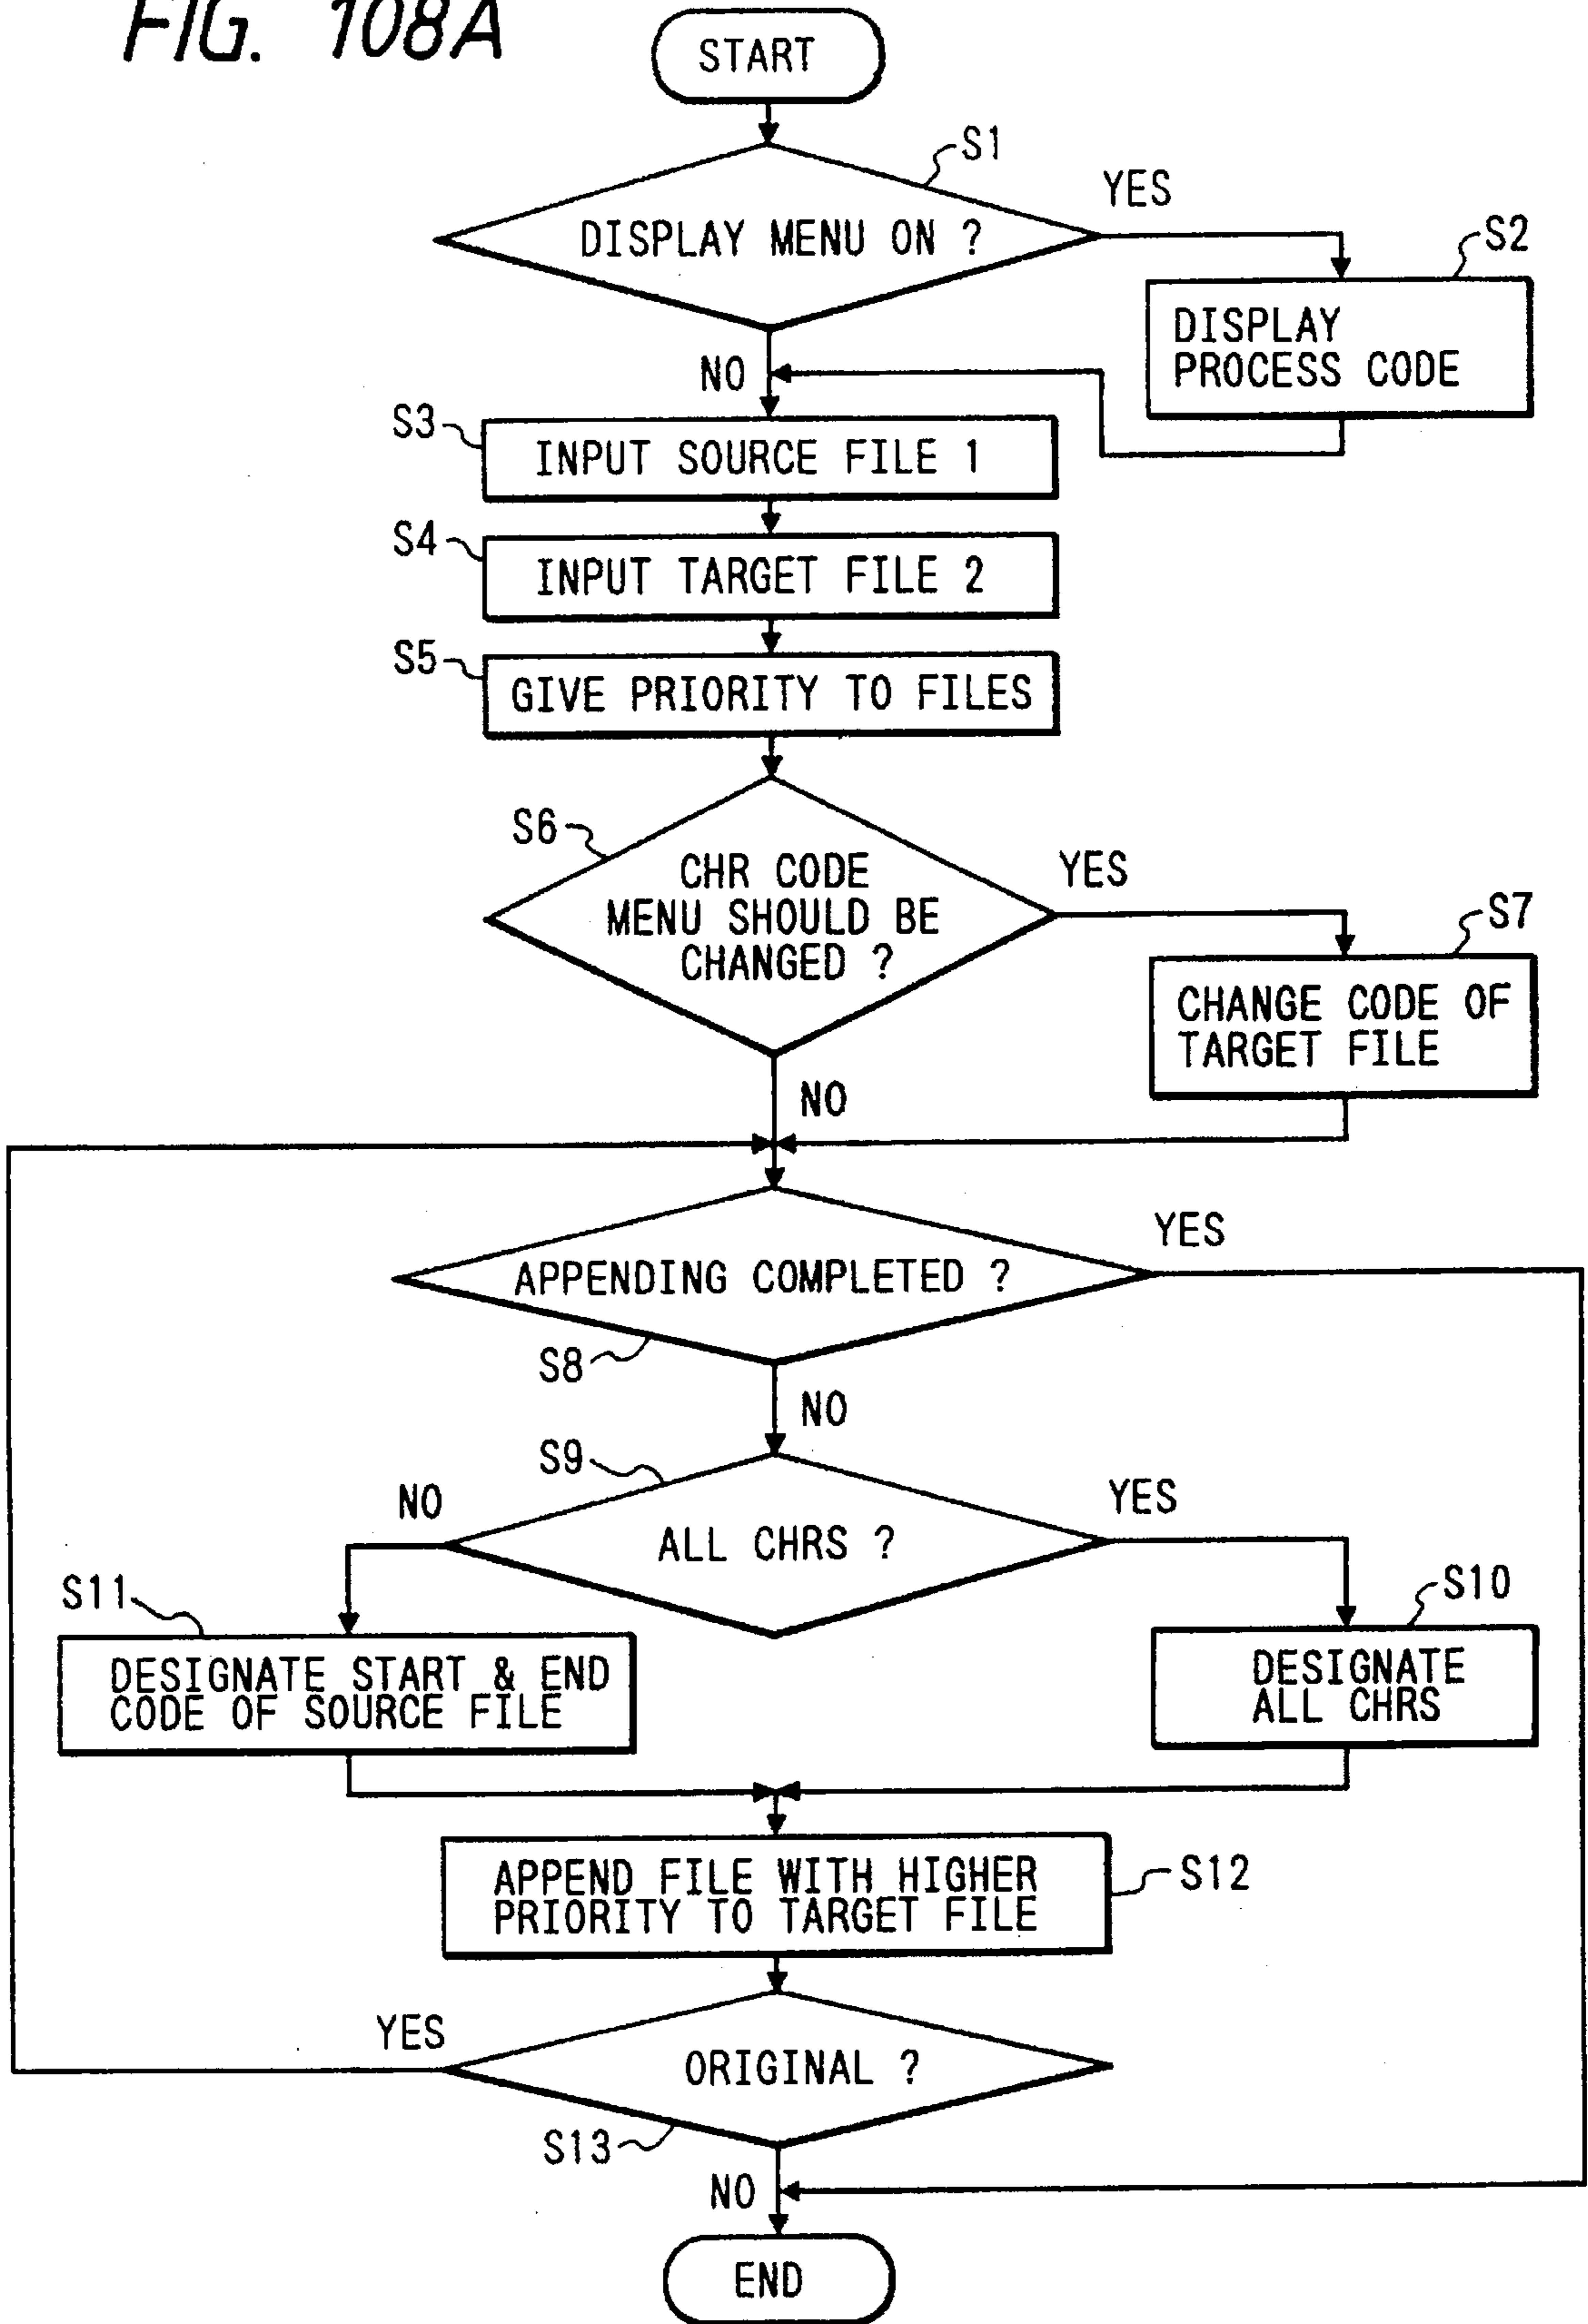 FIG. 108A
START
S1
DISPLAY MENU ON ?
YES
S2
DISPLAY
PROCESS CODE
NO
S3
INPUT SOURCE FILE 1
S4
INPUT TARGET FILE 2
S5
GIVE PRIORITY TO FILES
S6
CHR CODE
MENU SHOULD BE
CHANGED ?
YES
S7
CHANGE CODE OF
TARGET FILE
NO
APPENDING COMPLETED ?
YES
S8
NO
S9
ALL CHRS ?
NO
YES
S11
DESIGNATE START & END
CODE OF SOURCE FILE
S10
DESIGNATE
ALL CHRS
APPEND FILE WITH HIGHER
PRIORITY TO TARGET FILE
S12
YES
ORIGINAL ?
S13
NO
END